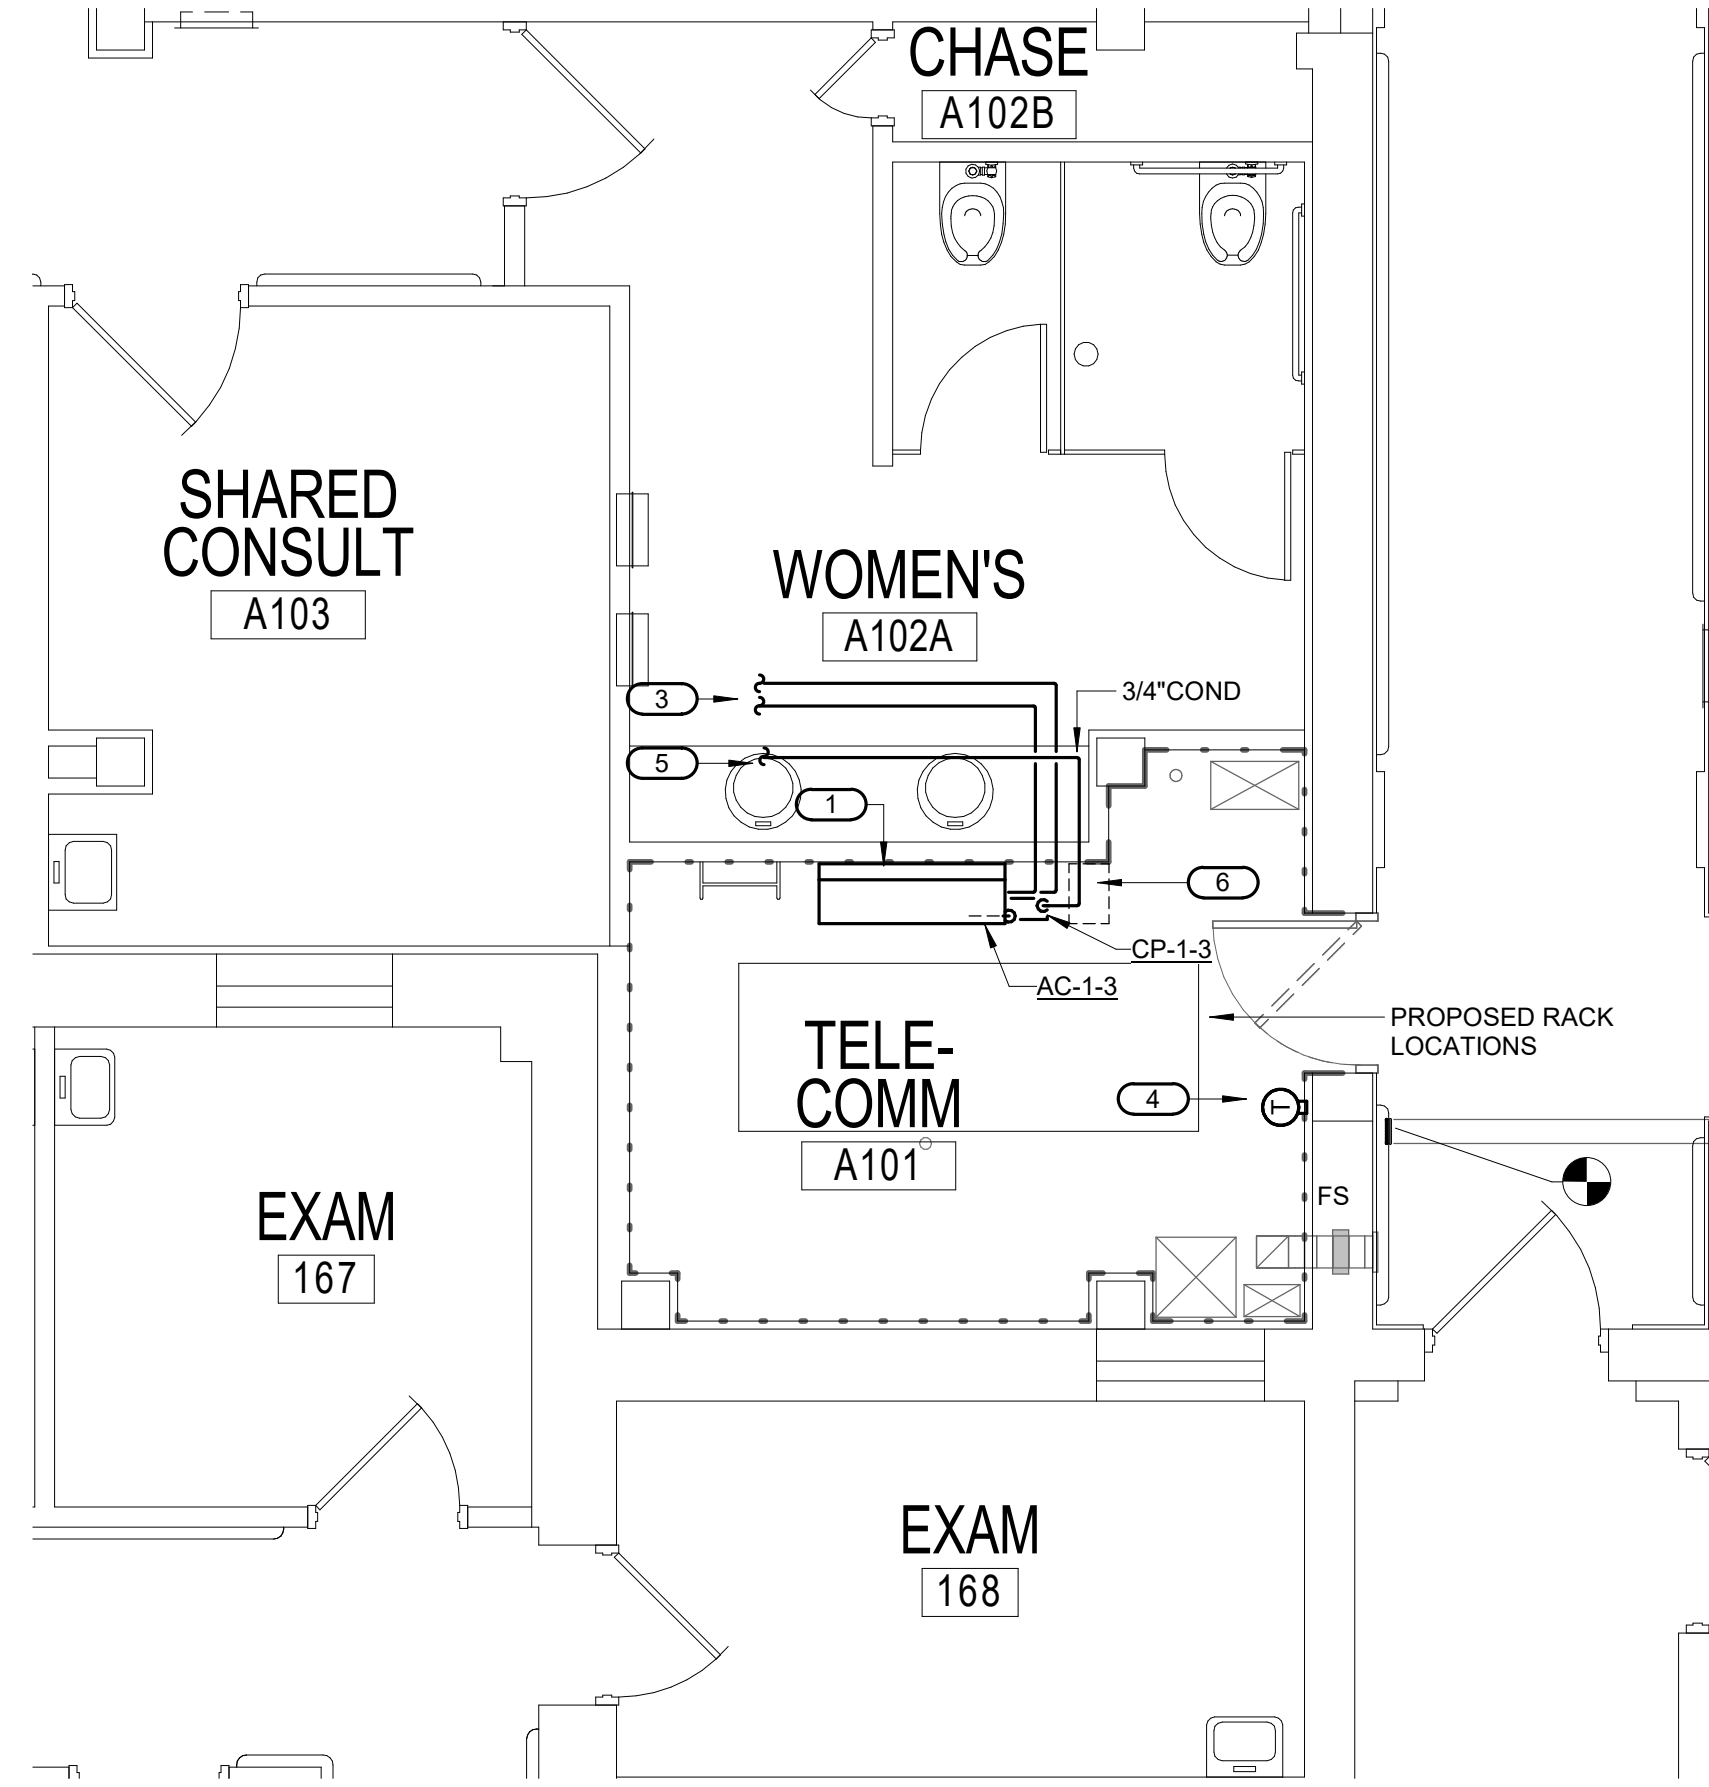 CHASE
A102B
SHARED
CONSULT
A103
WOMEN'S
A102A
3
3/4"COND
5
1
6
CP-1-3
AC-1-3
PROPOSED RACK
LOCATIONS
TELE-
COMM
A101
4
T
FS
EXAM
167
EXAM
168